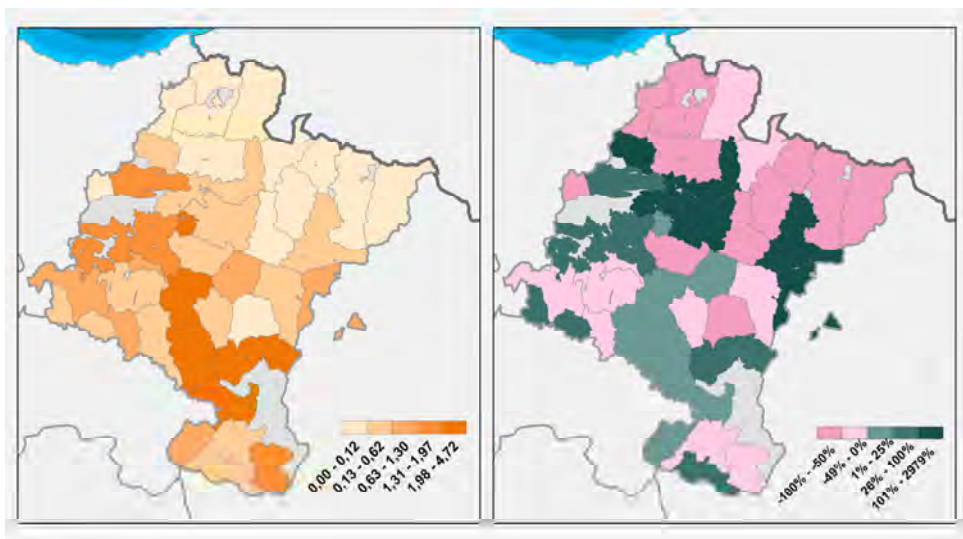 0,00 - 0,12
0,13 - 0,62
0,63 - 1,30
1,31 - 1,97
1,98 - 4,72
-100% - -50%
-49% - 0%
1% - 25%
26% - 100%
101% - 2979%